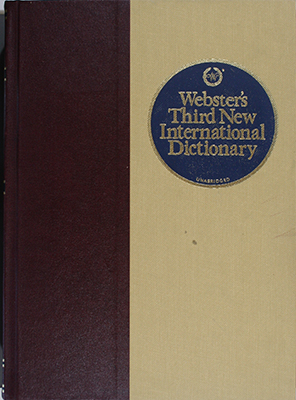 Webster's
Third New
International
Dictionary
UNABRIDGED